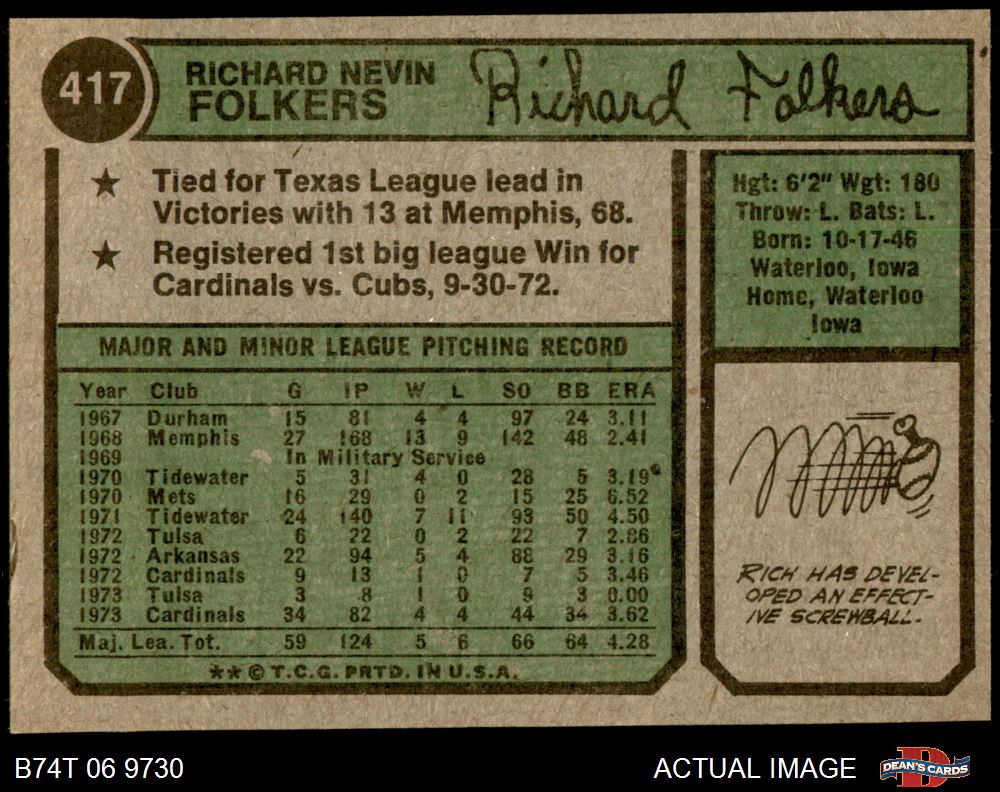 417
RICHARD NEVIN
FOLKERS
Richard Folkers
★ Tied for Texas League lead in
Victories with 13 at Memphis, 68.
★ Registered 1st big league Win for
Cardinals vs. Cubs, 9-30-72.
MAJOR AND MINOR LEAGUE PITCHING RECORD
Year Club G IP W L SO BB ERA
1967 Durham 15 81 4 4 97 24 3.11
1968 Memphis 27 168 13 9 142 48 2.41
1969 In Military Service
1970 Tidewater 5 31 4 0 28 5 3.19
1970 Mets 16 29 0 2 15 25 6.52
1971 Tidewater 24 140 7 11 93 50 4.50
1972 Tulsa 6 22 0 2 22 7 2.86
1972 Arkansas 22 94 5 4 88 29 3.16
1972 Cardinals 9 13 1 0 7 5 3.46
1973 Tulsa 3 8 1 0 9 3 0.00
1973 Cardinals 34 82 4 4 44 34 3.62
Maj. Lea. Tot. 59 124 5 6 66 64 4.28
**© T.C.G. PRTD. IN U.S.A.
Hgt: 6'2" Wgt: 180
Throw: L. Bats: L.
Born: 10-17-46
Waterloo, Iowa
Home, Waterloo
Iowa
RICH HAS DEVEL-
OPED AN EFFECT-
IVE SCREWBALL.
B74T 06 9730
ACTUAL IMAGE
D
DEAN'S CARDS